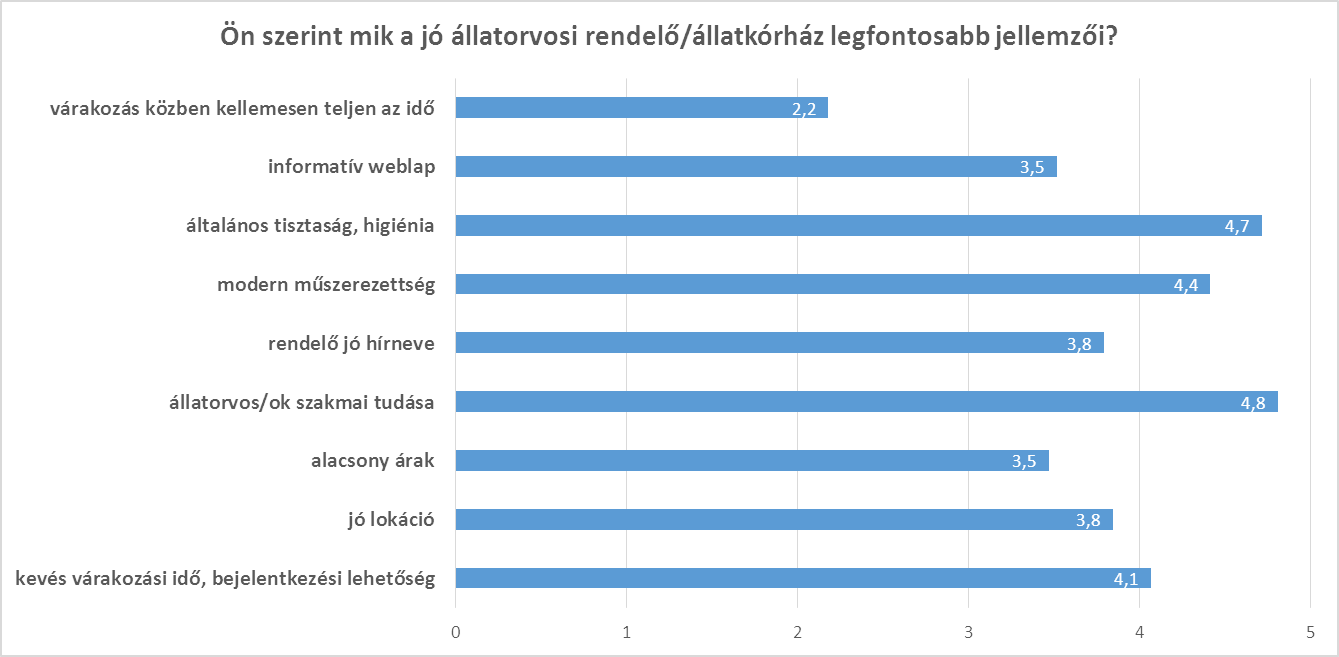 Ön szerint mik a jó állatorvosi rendelő/állatkórház legfontosabb jellemzői?
várakozás közben kellemesen teljen az idő 2,2
informatív weblap 3,5
általános tisztaság, higiénia 4,7
modern műszerezettség 4,4
rendelő jó hírneve 3,8
állatorvos/ok szakmai tudása 4,8
alacsony árak 3,5
jó lokáció 3,8
kevés várakozási idő, bejelentkezési lehetőség 4,1
0 1 2 3 4 5